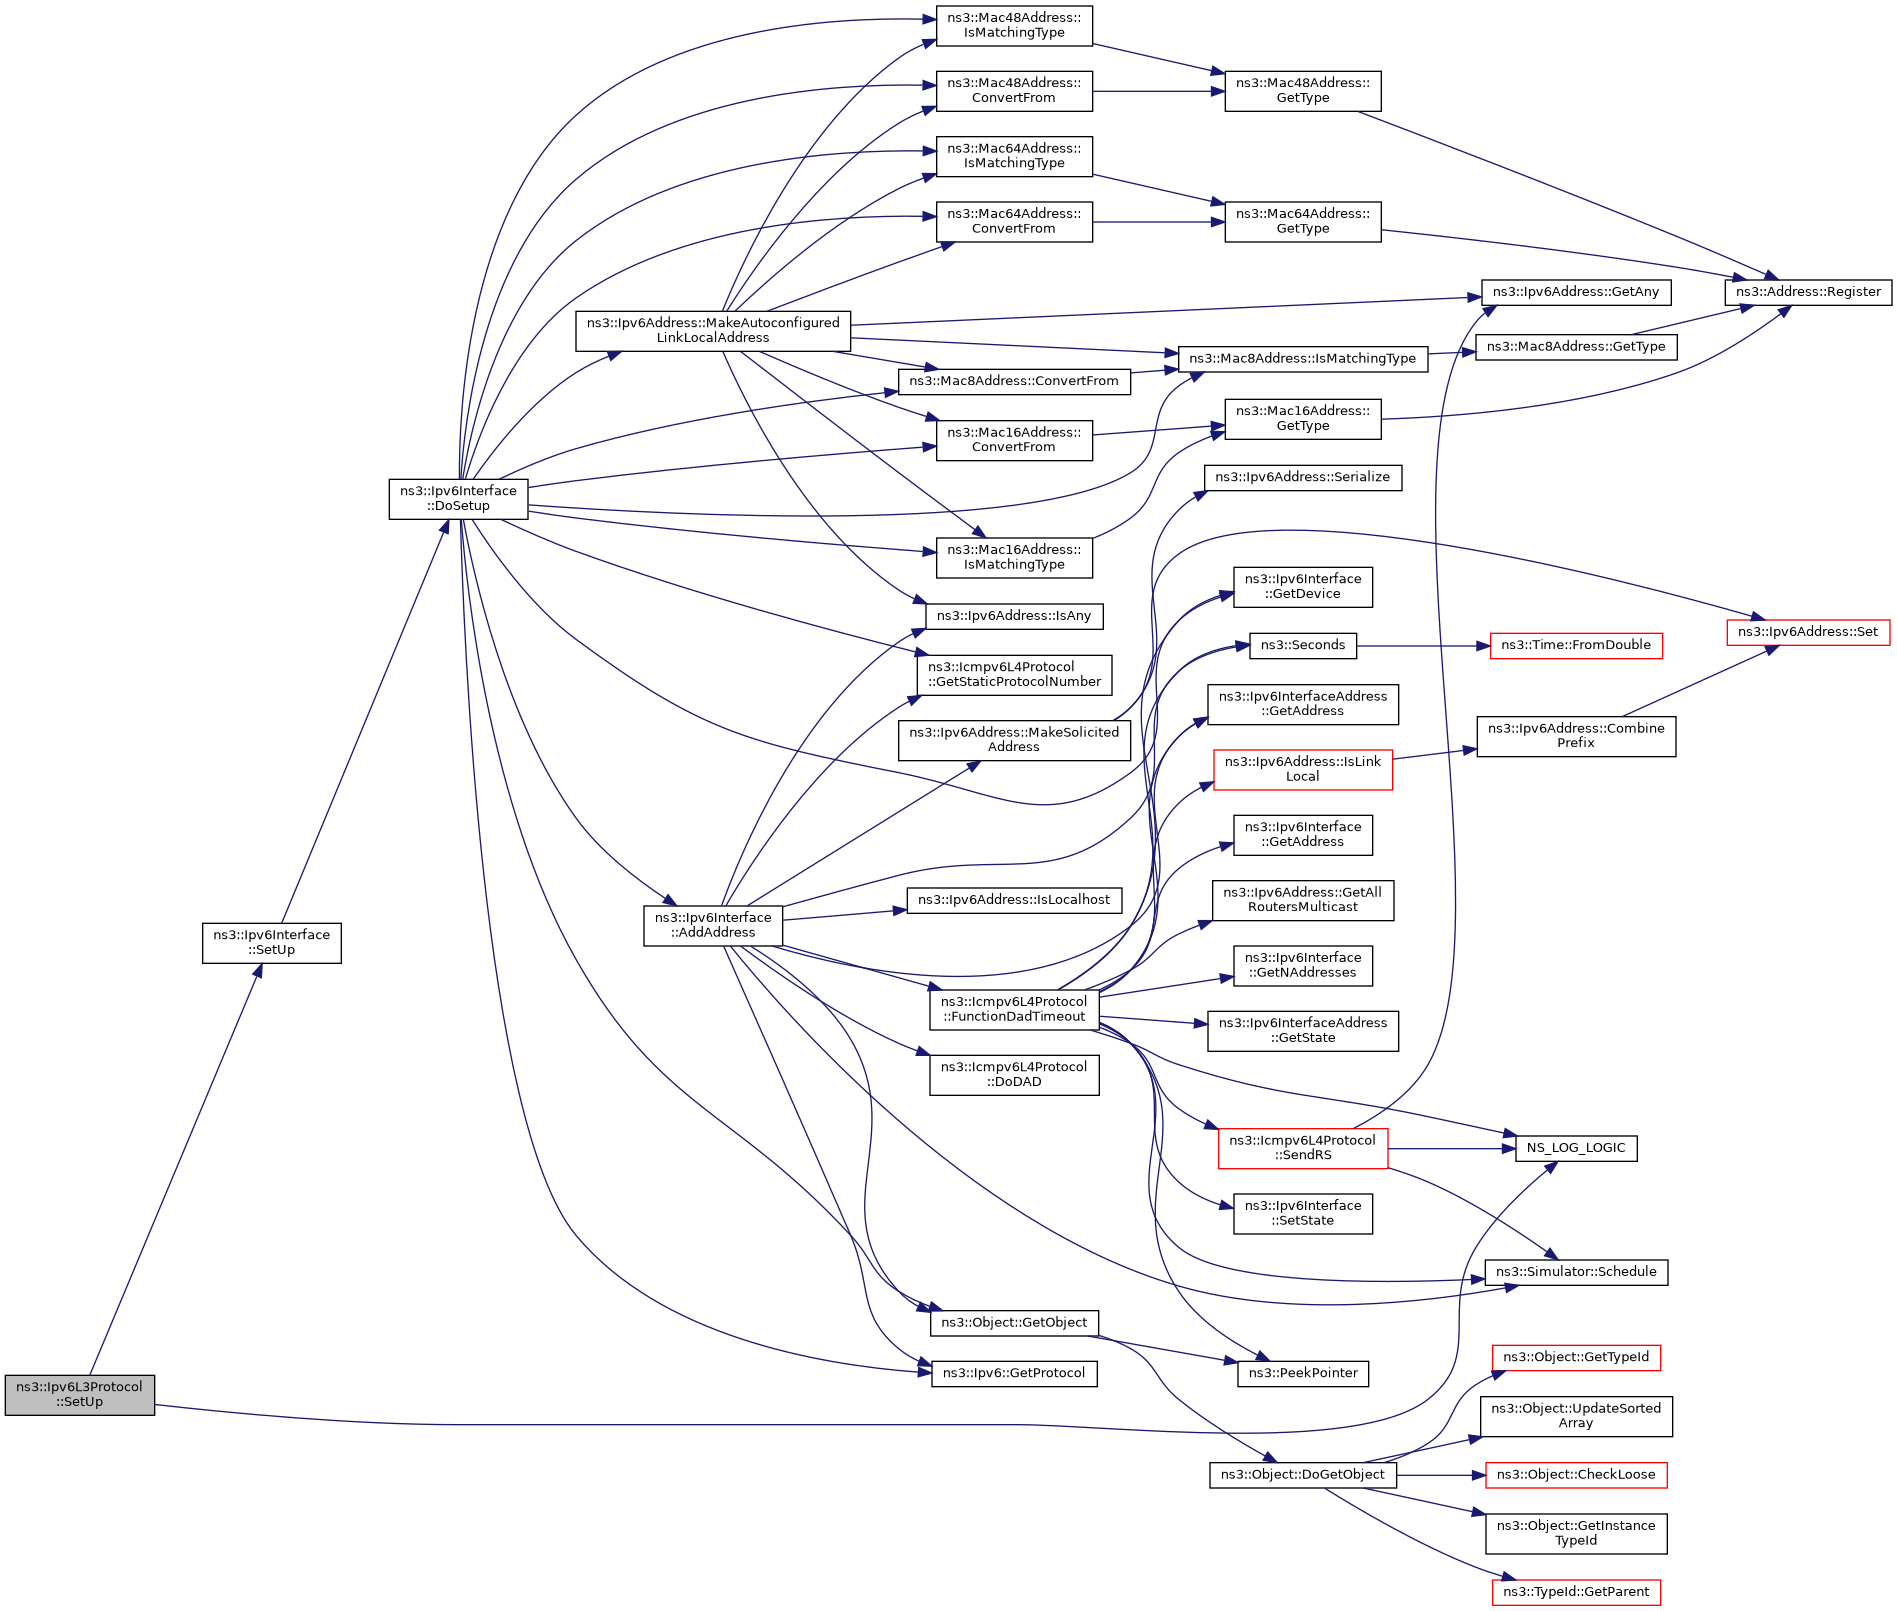 ns3::Mac48Address::
IsMatchingType
ns3::Mac48Address::
ConvertFrom
ns3::Mac48Address::
GetType
ns3::Mac64Address::
IsMatchingType
ns3::Mac64Address::
ConvertFrom
ns3::Mac64Address::
GetType
ns3::Ipv6Address::GetAny
ns3::Address::Register
ns3::Ipv6Address::MakeAutoconfigured
LinkLocalAddress
ns3::Mac8Address::IsMatchingType
ns3::Mac8Address::GetType
ns3::Mac8Address::ConvertFrom
ns3::Mac16Address::
ConvertFrom
ns3::Mac16Address::
GetType
ns3::Ipv6Interface
::DoSetup
ns3::Ipv6Address::Serialize
ns3::Mac16Address::
IsMatchingType
ns3::Ipv6Interface
::GetDevice
ns3::Ipv6Address::IsAny
ns3::Seconds
ns3::Time::FromDouble
ns3::Ipv6Address::Set
ns3::Icmpv6L4Protocol
::GetStaticProtocolNumber
ns3::Ipv6InterfaceAddress
::GetAddress
ns3::Ipv6Address::MakeSolicited
Address
ns3::Ipv6Address::Combine
Prefix
ns3::Ipv6Address::IsLink
Local
ns3::Ipv6Interface
::GetAddress
ns3::Ipv6Address::IsLocalhost
ns3::Ipv6Address::GetAll
RoutersMulticast
ns3::Ipv6Interface
::AddAddress
ns3::Ipv6Interface
::SetUp
ns3::Ipv6Interface
::GetNAddresses
ns3::Icmpv6L4Protocol
::FunctionDadTimeout
ns3::Ipv6InterfaceAddress
::GetState
ns3::Icmpv6L4Protocol
::DoDAD
ns3::Icmpv6L4Protocol
::SendRS
NS_LOG_LOGIC
ns3::Ipv6Interface
::SetState
ns3::Simulator::Schedule
ns3::Object::GetObject
ns3::Ipv6::GetProtocol
ns3::PeekPointer
ns3::Object::GetTypeId
ns3::Ipv6L3Protocol
::SetUp
ns3::Object::UpdateSorted
Array
ns3::Object::DoGetObject
ns3::Object::CheckLoose
ns3::Object::GetInstance
TypeId
ns3::TypeId::GetParent